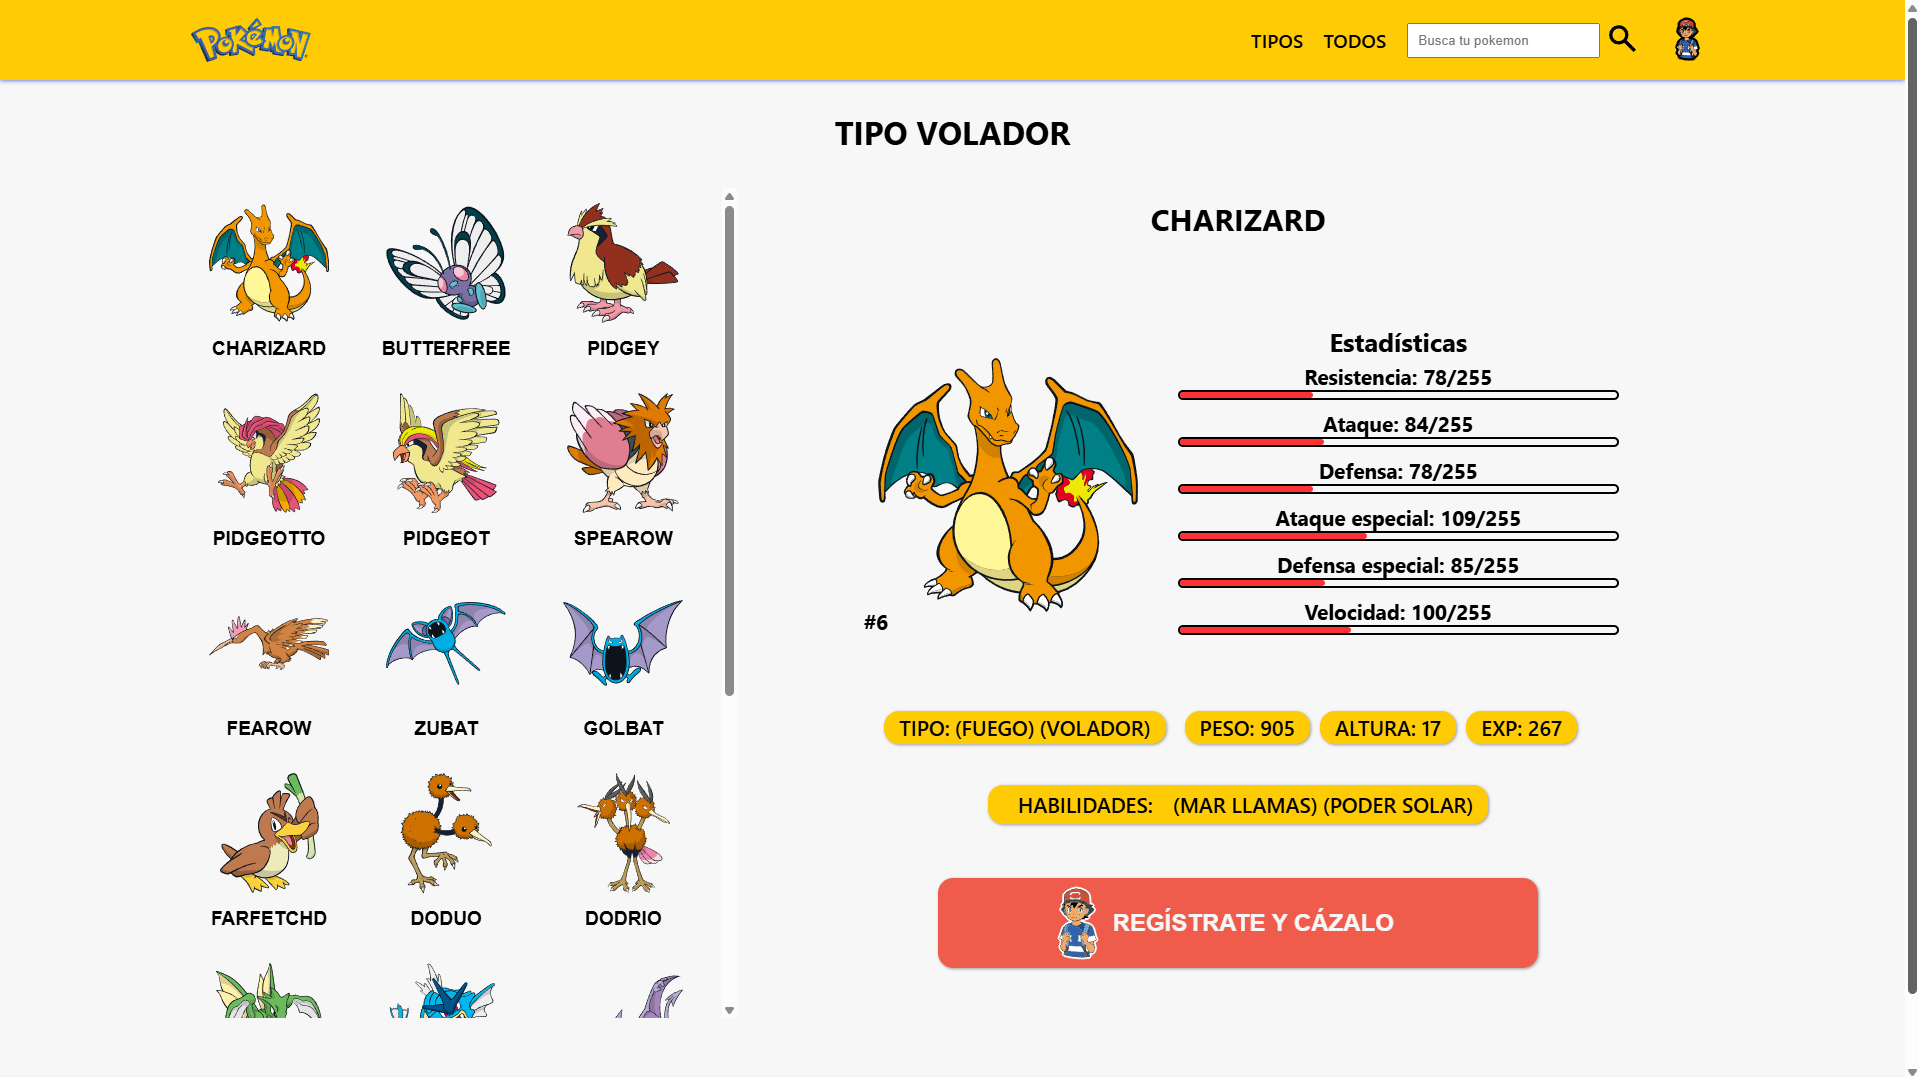 POKéMON
TIPOS
TODOS
Busca tu pokemon
TIPO VOLADOR
CHARIZARD
BUTTERFREE
PIDGEY
PIDGEOTTO
PIDGEOT
SPEAROW
FEAROW
ZUBAT
GOLBAT
FARFETCHD
DODUO
DODRIO
CHARIZARD
#6
Estadísticas
Resistencia: 78/255
Ataque: 84/255
Defensa: 78/255
Ataque especial: 109/255
Defensa especial: 85/255
Velocidad: 100/255
TIPO: (FUEGO) (VOLADOR)
PESO: 905
ALTURA: 17
EXP: 267
HABILIDADES: (MAR LLAMAS) (PODER SOLAR)
REGÍSTRATE Y CÁZALO